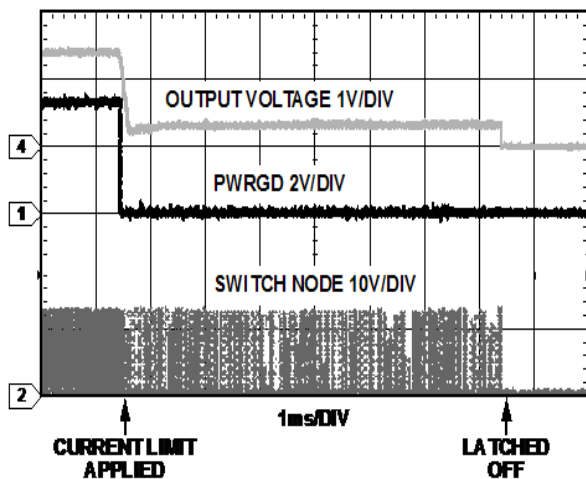 OUTPUT VOLTAGE 1V/DIV
4
PWRGD 2V/DIV
1
SWITCH NODE 10V/DIV
2
1ms/DIV
CURRENT LIMIT
APPLIED
LATCHED
OFF